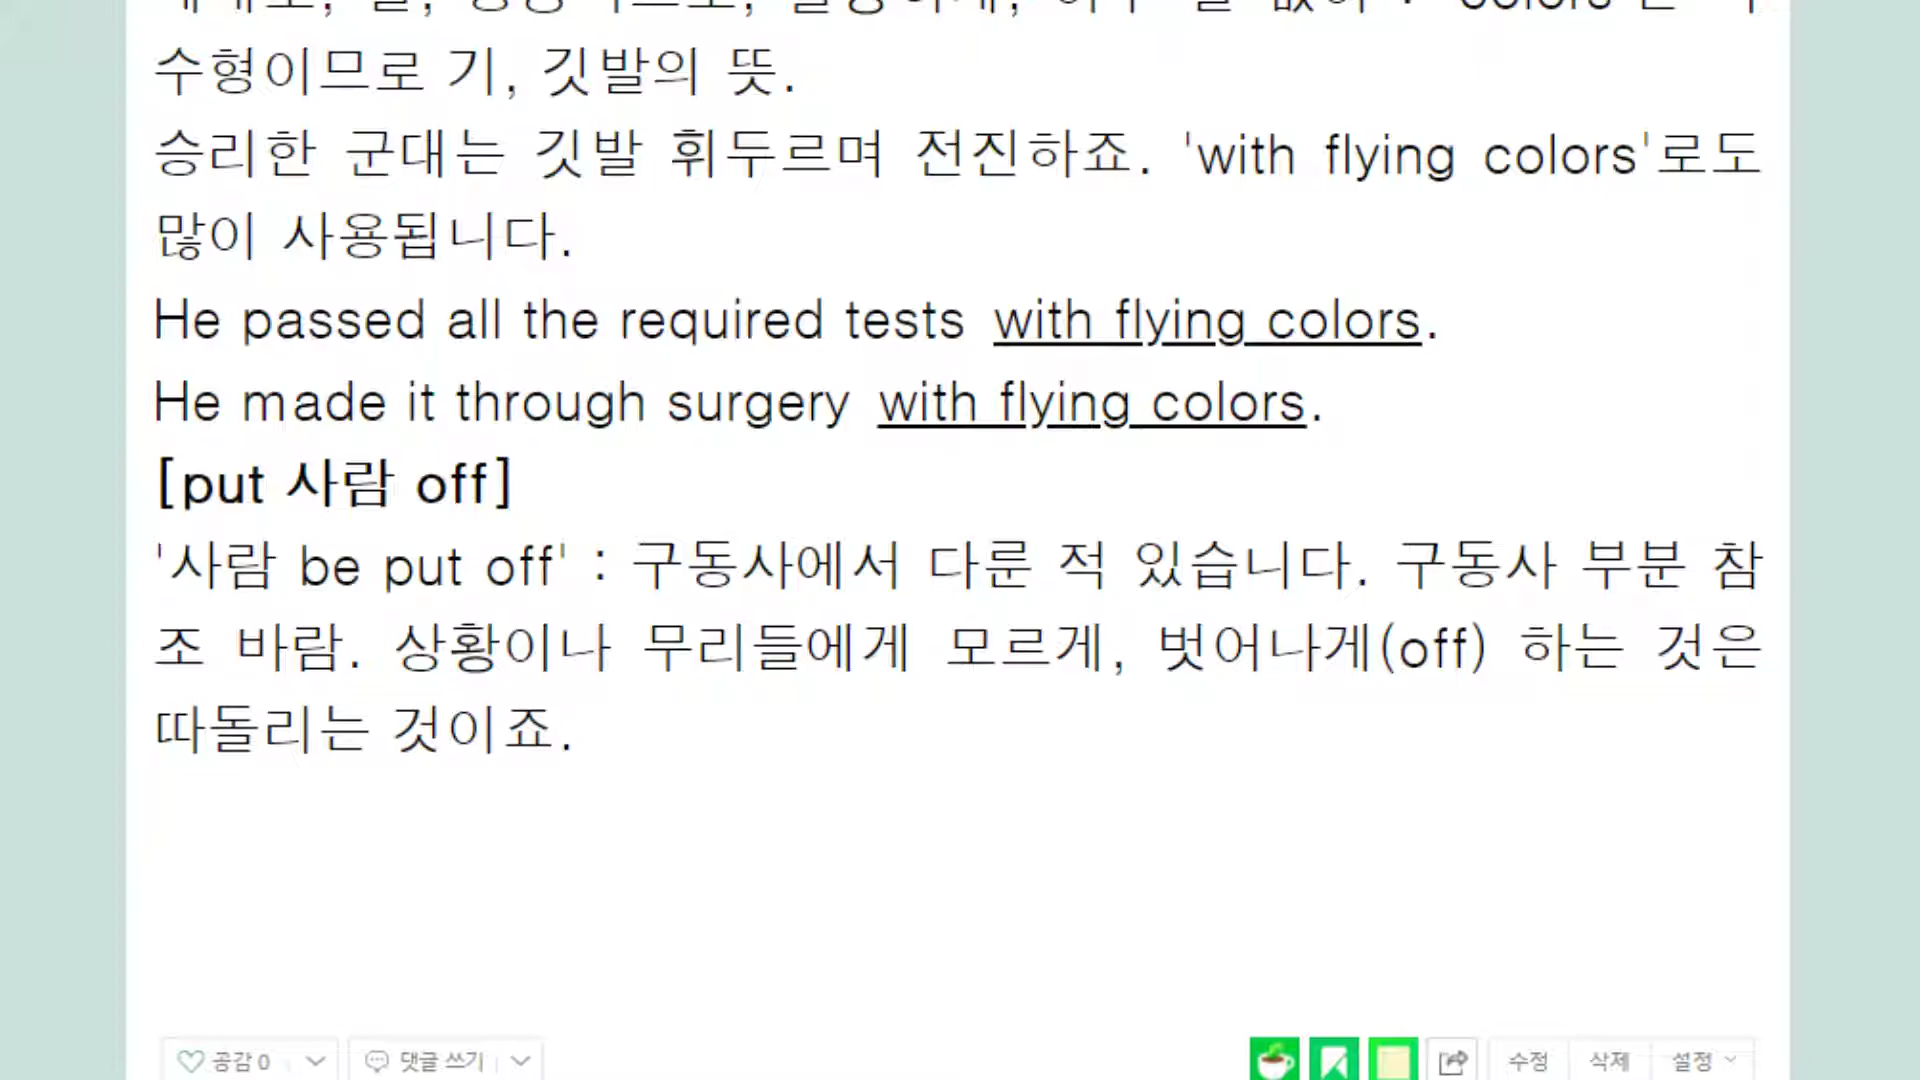 수형이므로 기, 깃발의 뜻.
승리한 군대는 깃발 휘두르며 전진하죠. 'with flying colors'로도
많이 사용됩니다.
He passed all the required tests with flying colors.
He made it through surgery with flying colors.
[put 사람 off]
'사람 be put off' : 구동사에서 다룬 적 있습니다. 구동사 부분 참
조 바람. 상황이나 무리들에게 모르게, 벗어나게(off) 하는 것은
따돌리는 것이죠.
공감 0 댓글 쓰기 수정 삭제 설정